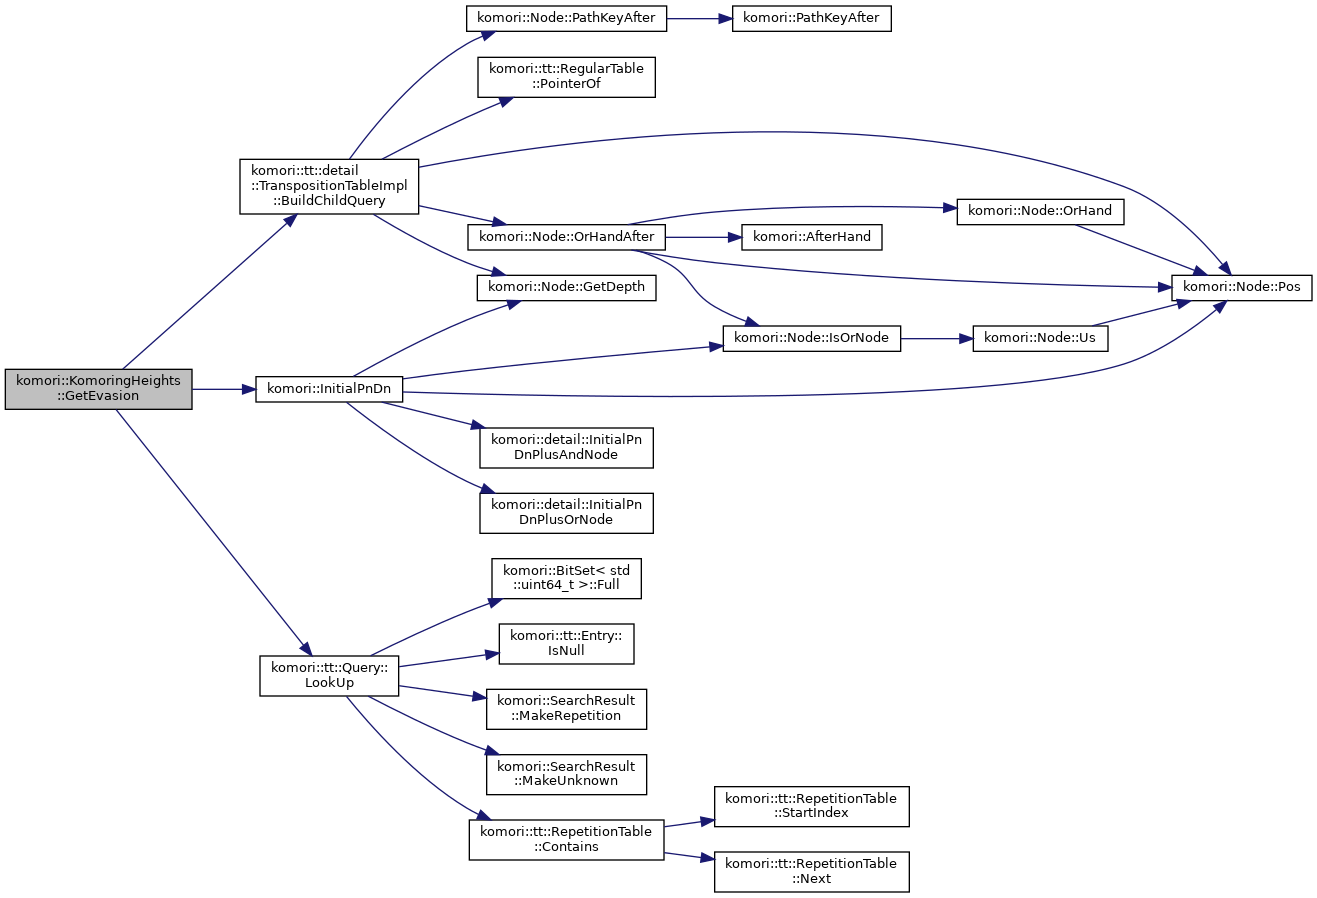 komori::Node::PathKeyAfter
komori::PathKeyAfter
komori::tt::RegularTable
::PointerOf
komori::tt::detail
::TranspositionTableImpl
::BuildChildQuery
komori::Node::OrHand
komori::Node::OrHandAfter
komori::AfterHand
komori::Node::GetDepth
komori::Node::Pos
komori::Node::IsOrNode
komori::Node::Us
komori::KomoringHeights
::GetEvasion
komori::InitialPnDn
komori::detail::InitialPn
DnPlusAndNode
komori::detail::InitialPn
DnPlusOrNode
komori::BitSet< std
::uint64_t >::Full
komori::tt::Entry::
IsNull
komori::tt::Query::
LookUp
komori::SearchResult
::MakeRepetition
komori::SearchResult
::MakeUnknown
komori::tt::RepetitionTable
::StartIndex
komori::tt::RepetitionTable
::Contains
komori::tt::RepetitionTable
::Next